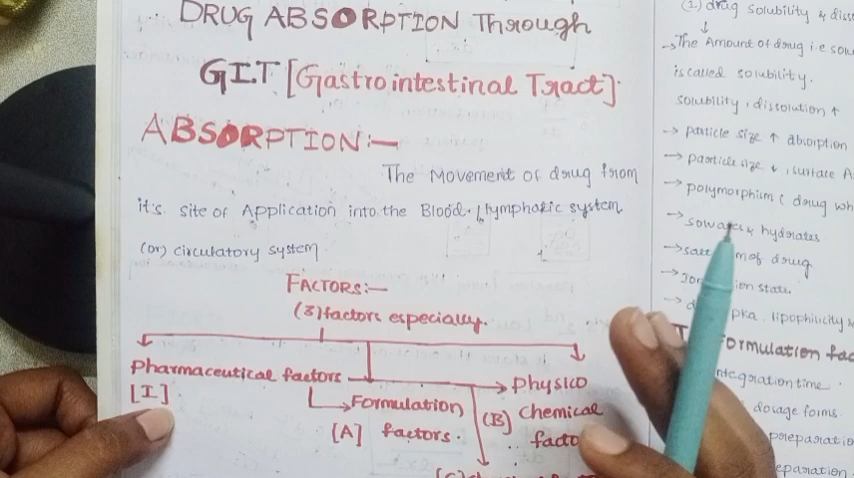 DRUG ABSORPTION Through
GIT [Gastrointestinal Tract]:
ABSORPTION:-
The Movement of drug from
it's site of Application into the Blood / lymphatic system
(or) circulatory system
FACTORS:-
(3) factors especially.
Pharmaceutical factors
[I]
Formulation
[A] factors.
Physico
(B) chemical
(1) drug solubility &
→ The Amount of drug i.e
is called solubility.
solubility, dissolution ↑
→ particle size ↑ absorption
→ particle size ↓,
→ polymorphism ( drug
& hydrates
of drug
state.
pka, lipophilicity
Formulation
time
dosage forms.